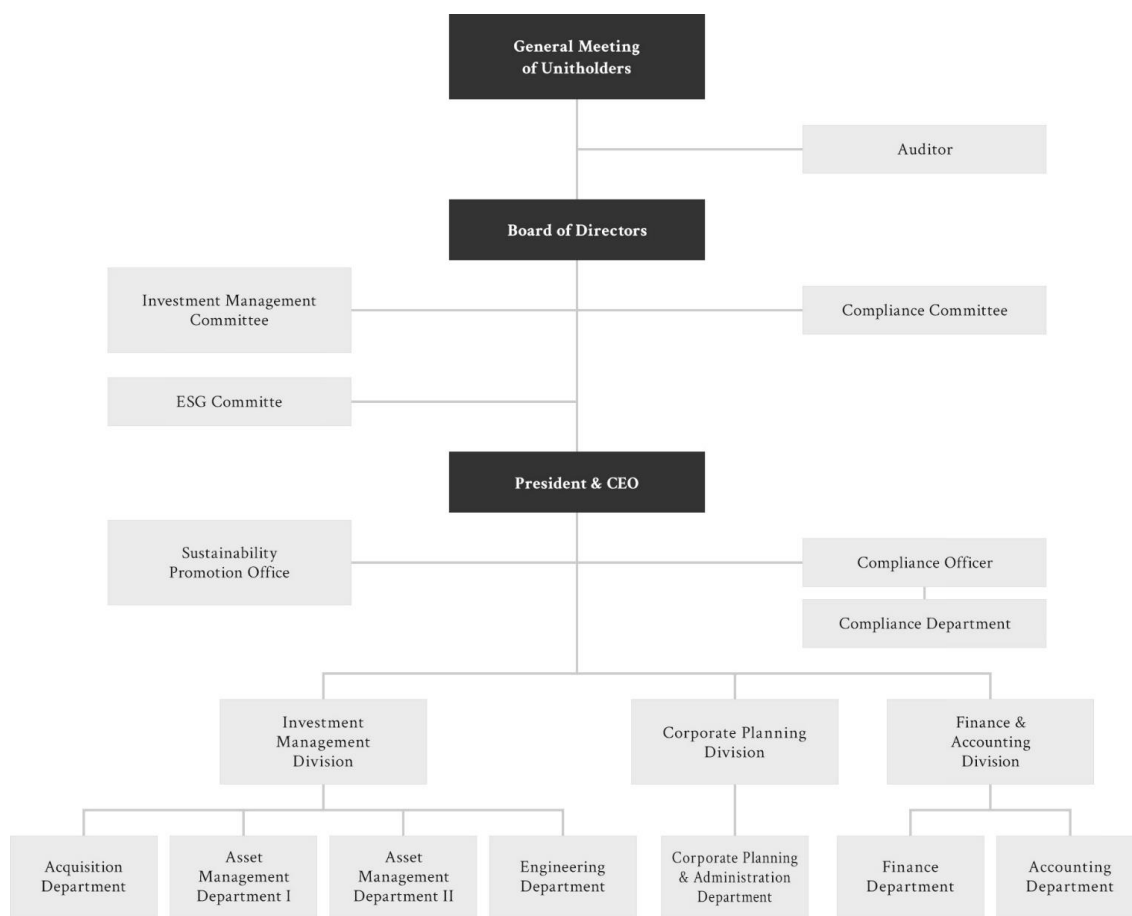 General Meeting
of Unitholders
Auditor
Board of Directors
Investment Management
Committee
Compliance Committee
ESG Committe
President & CEO
Sustainability
Promotion Office
Compliance Officer
Compliance Department
Investment
Management
Division
Corporate Planning
Division
Finance &
Accounting
Division
Acquisition
Department
Asset
Management
Department I
Asset
Management
Department II
Engineering
Department
Corporate Planning
& Administration
Department
Finance
Department
Accounting
Department